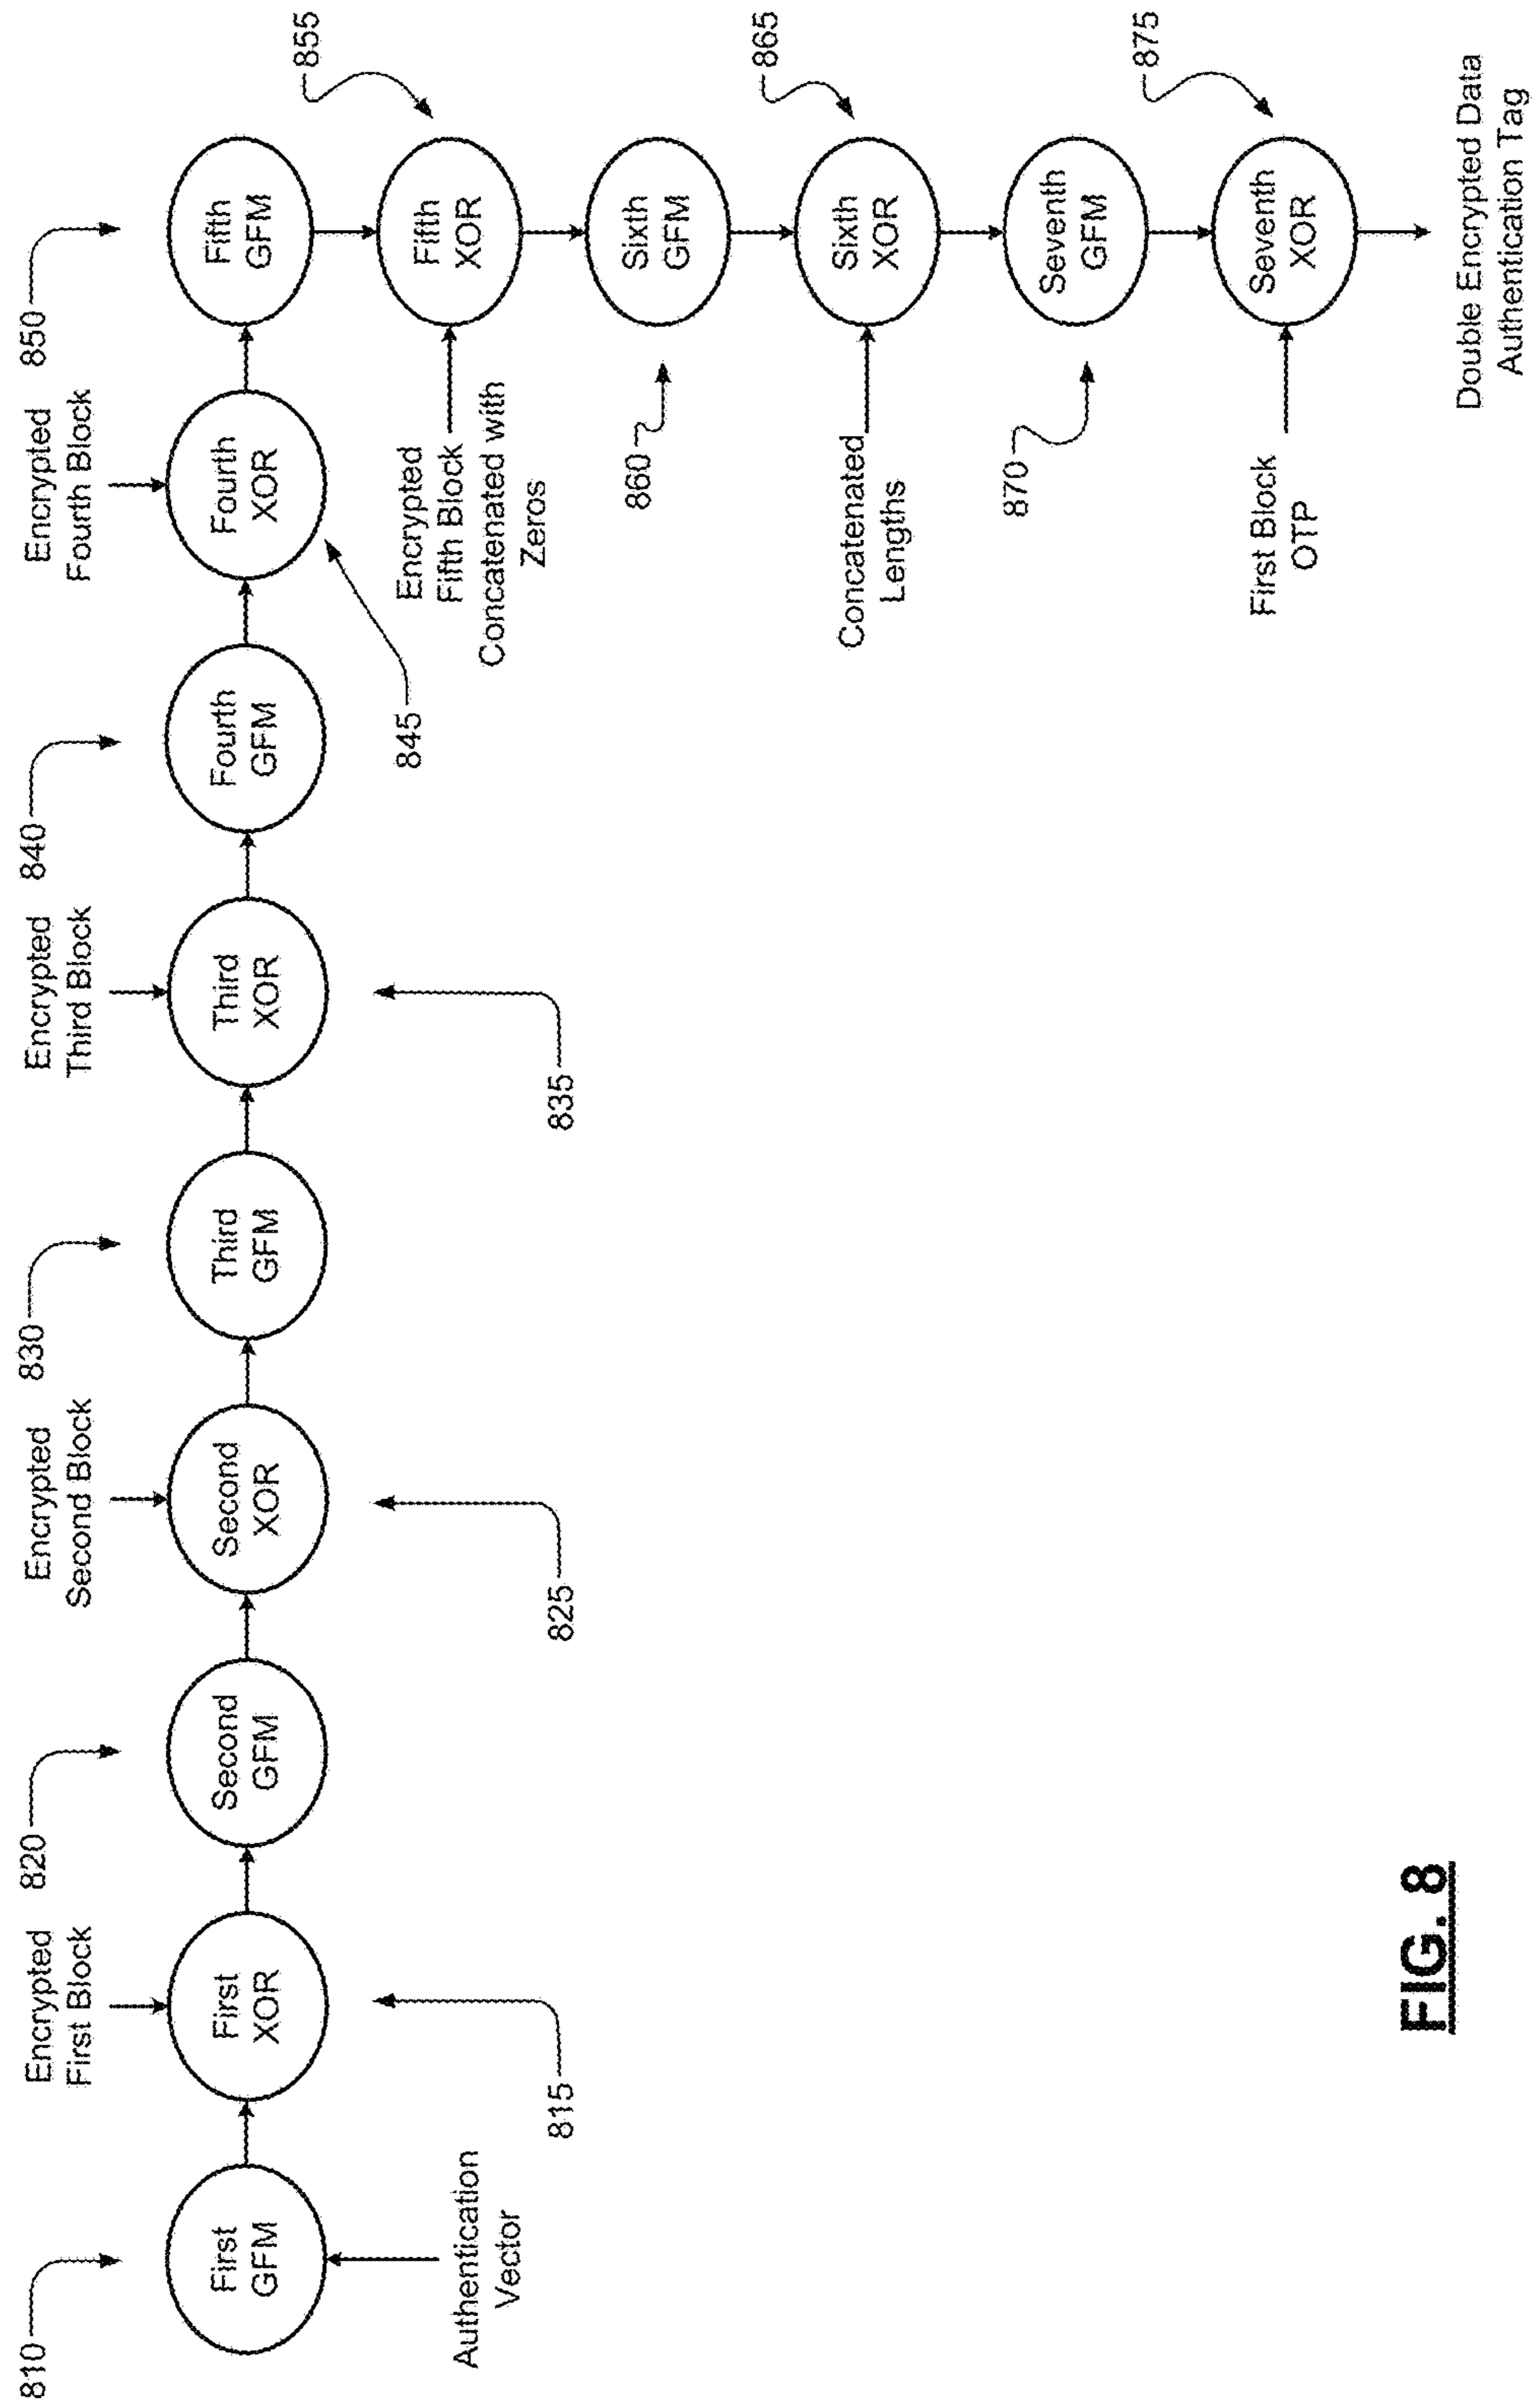 810
First
GFM
Authentication
Vector
Encrypted
First Block
First
XOR
815
820
Second
GFM
Encrypted
Second Block
Second
XOR
825
830
Third
GFM
Encrypted
Third Block
Third
XOR
835
840
Fourth
GFM
Encrypted
Fourth Block
Fourth
XOR
845
850
Fifth
GFM
855
Fifth
XOR
Encrypted
Fifth Block
Concatenated with
Zeros
860
Sixth
GFM
865
Sixth
XOR
Concatenated
Lengths
870
Seventh
GFM
875
Seventh
XOR
First Block
OTP
Double Encrypted Data
Authentication Tag
FIG. 8